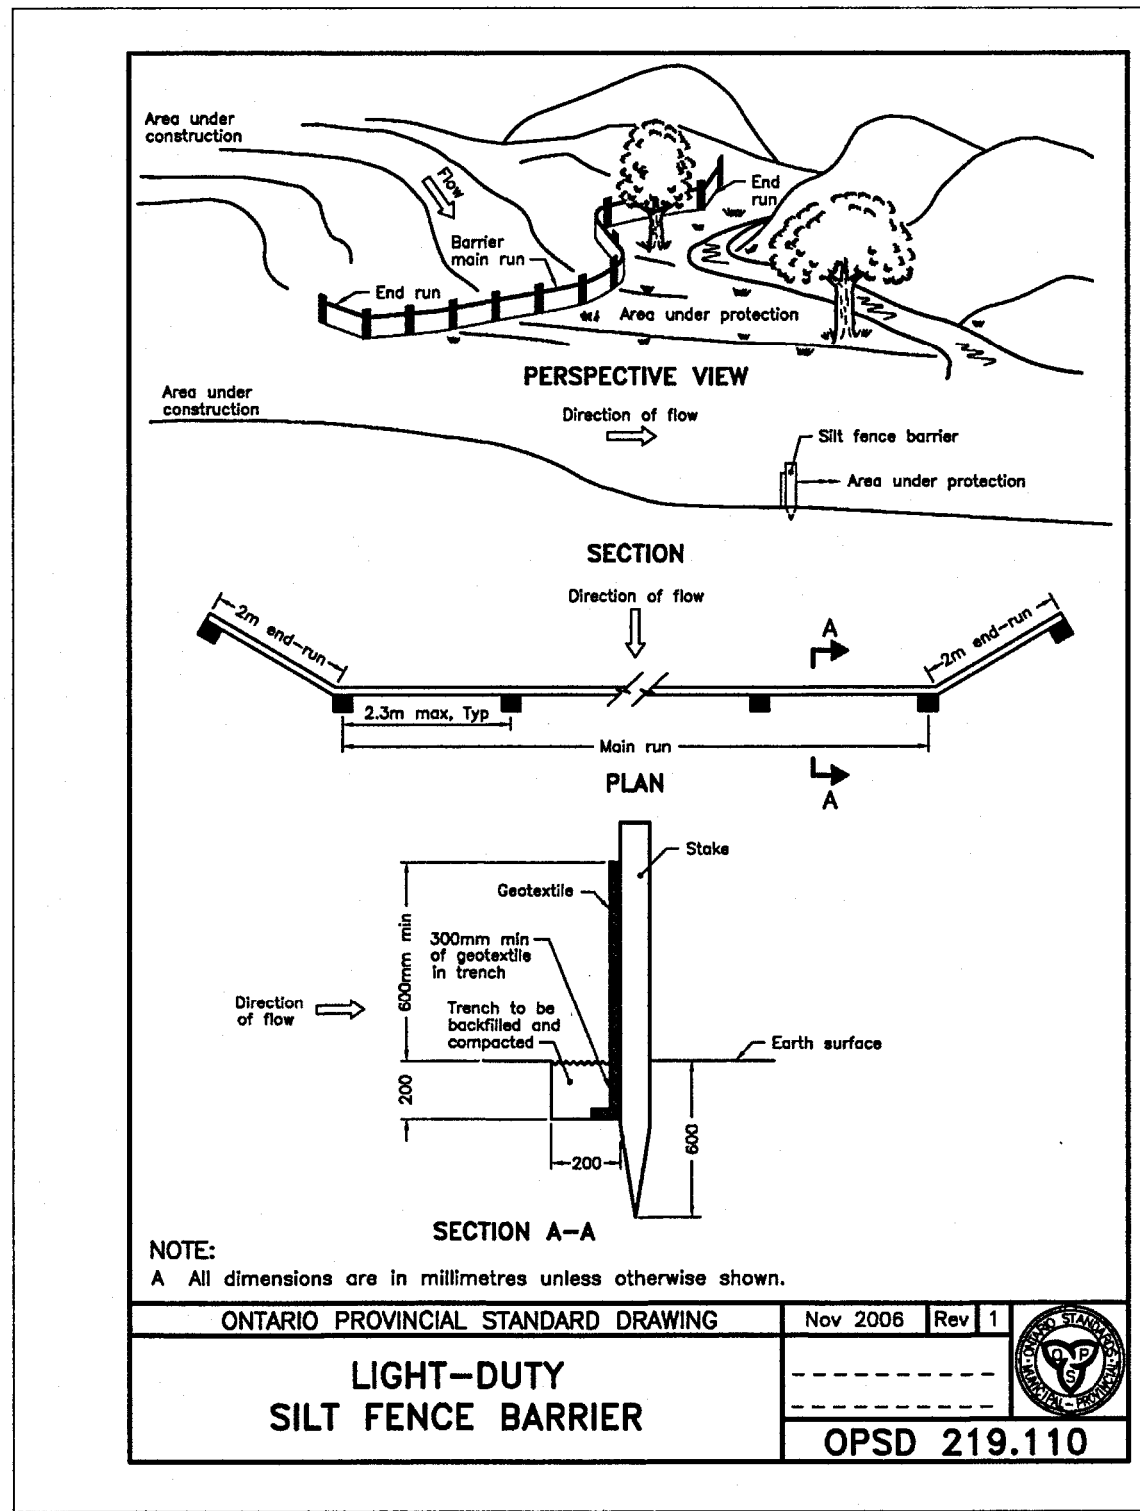 Area under
construction
Flow
End
run
Barrier
main run
End run
Area under protection
PERSPECTIVE VIEW
Area under
construction
Direction of flow
Silt fence barrier
Area under protection
SECTION
Direction of flow
2m end-run
A
2m end-run
2.3m max, Typ
Main run
PLAN
A
Stake
Geotextile
600mm min
300mm min
of geotextile
in trench
Direction
of flow
Trench to be
backfilled and
compacted
Earth surface
200
600
200
SECTION A-A
NOTE:
A All dimensions are in millimetres unless otherwise shown.
ONTARIO PROVINCIAL STANDARD DRAWING
Nov 2006
Rev
1
LIGHT-DUTY
SILT FENCE BARRIER
ONTARIO STANDARDS
MUNICIPAL - PROVINCIAL
O P
S
OPSD 219.110